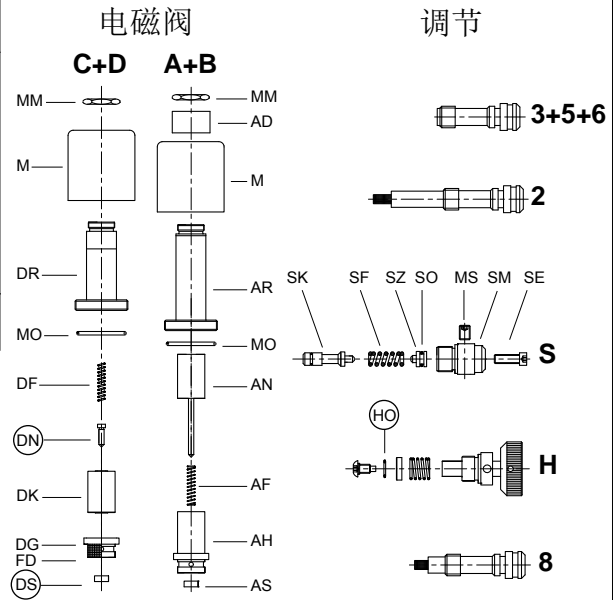 电磁阀
调节
C+D
A+B
MM
MM
AD
M
M
DR
AR
MO
MO
DF
AN
DN
DK
AF
DG
FD
AH
DS
AS
3+5+6
2
SK
SF
SZ
SO
MS
SM
SE
S
HO
H
8